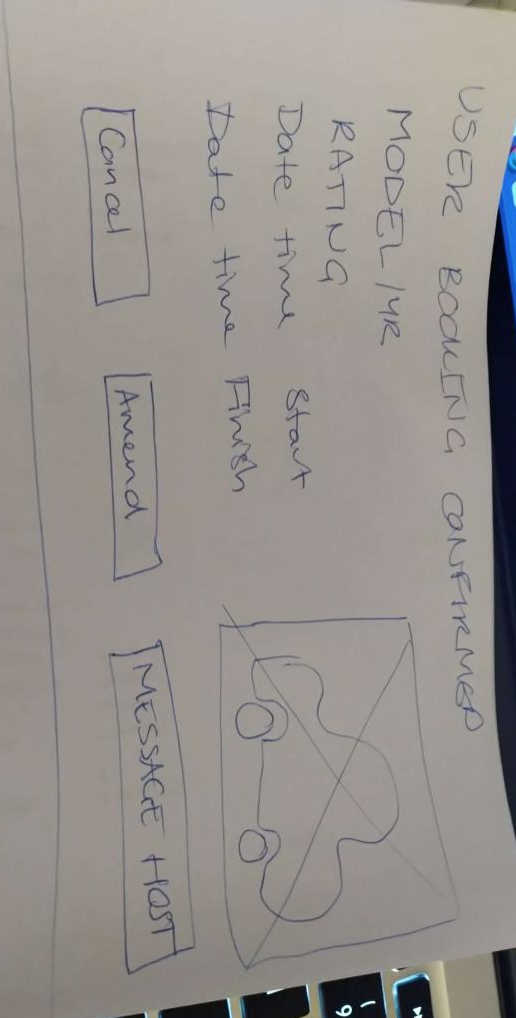 USER BOOKING CONFIRMED
MODEL/YR
RATING
Date time Start
Date time Finish
Cancel
Amend
MESSAGE HOST